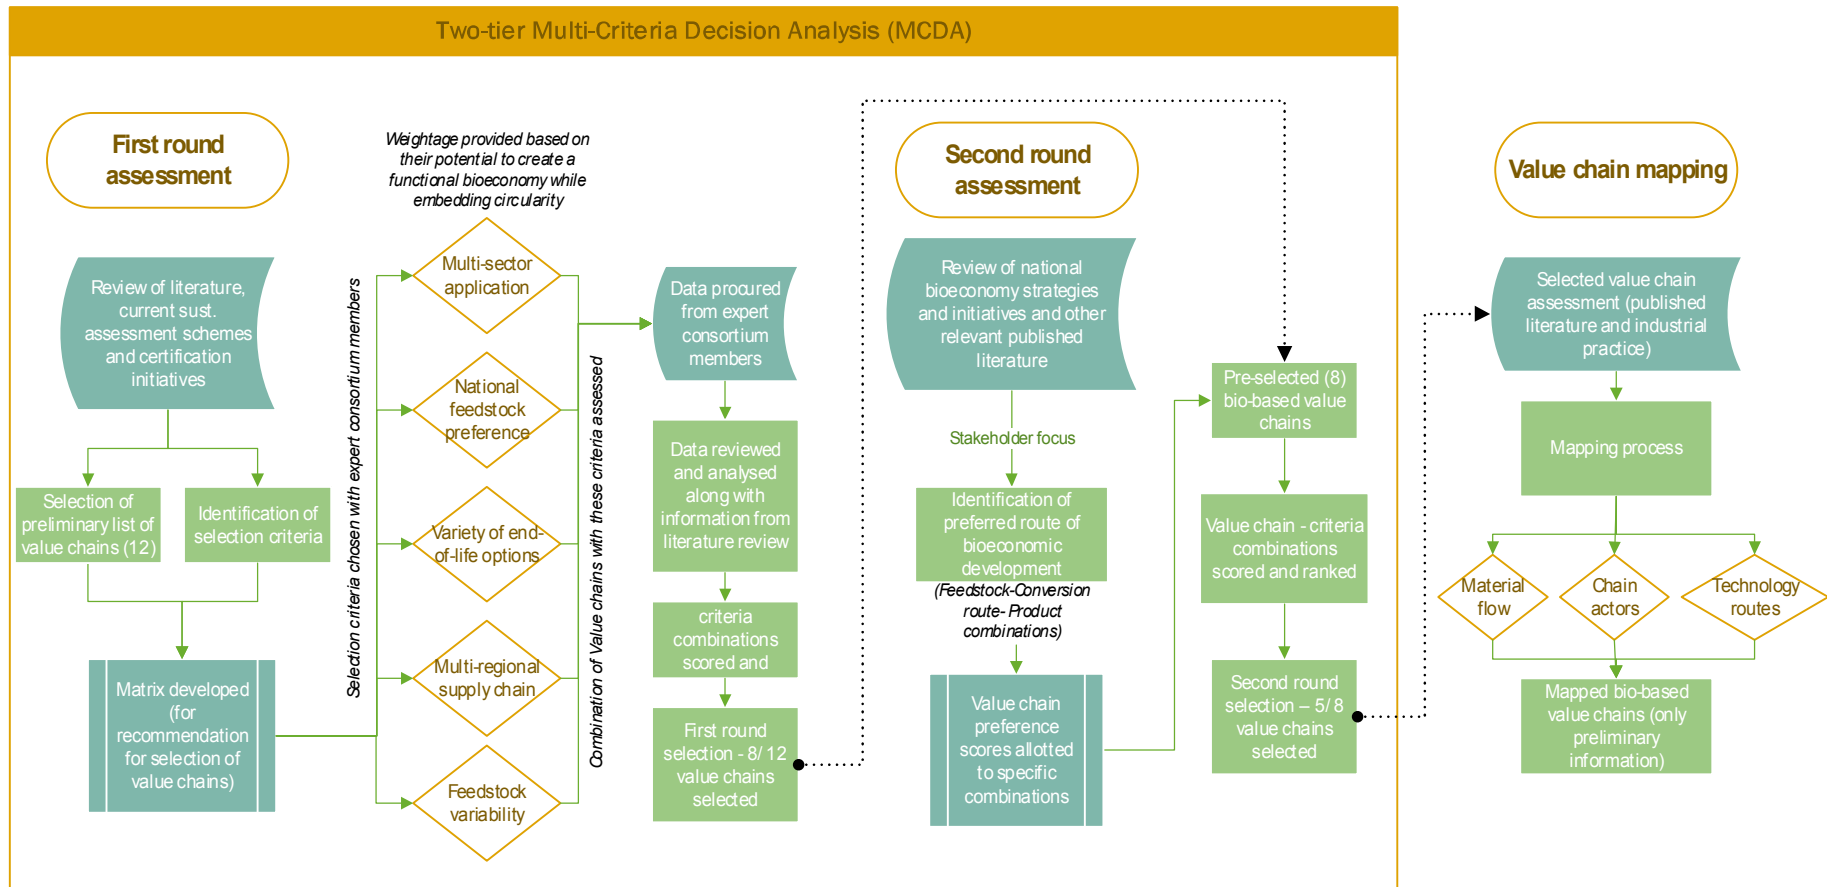 Two-tier Multi-Criteria Decision Analysis (MCDA)
First round
assessment
Review of literature,
current sust.
assessment schemes
and certification
initiatives
Selection of
preliminary list of
value chains (12)
Identification of
selection criteria
Matrix developed
(for
recommendation
for selection of
value chains)
Selection criteria chosen with expert consortium members
Weightage provided based on
their potential to create a
functional bioeconomy while
embedding circularity
Multi-sector
application
National
feedstock
preference
Variety of end-
of-life options
Multi-regional
supply chain
Feedstock
variability
Combination of Value chains with these criteria assessed
Data procured
from expert
consortium
members
Data reviewed
and analysed
along with
information from
literature review
criteria
combinations
scored and
First round
selection - 8/12
value chains
selected
Second round
assessment
Review of national
bioeconomy strategies
and initiatives and other
relevant published
literature
Stakeholder focus
Identification of
preferred route of
bioeconomic
development
(Feedstock-Conversion
route- Product
combinations)
Value chain
preference
scores allotted
to specific
combinations
Pre-selected (8)
bio-based value
chains
Value chain - criteria
combinations
scored and ranked
Second round
selection – 5/8
value chains
selected
Value chain mapping
Selected value chain
assessment (published
literature and industrial
practice)
Mapping process
Material
flow
Chain
actors
Technology
routes
Mapped bio-based
value chains (only
preliminary
information)